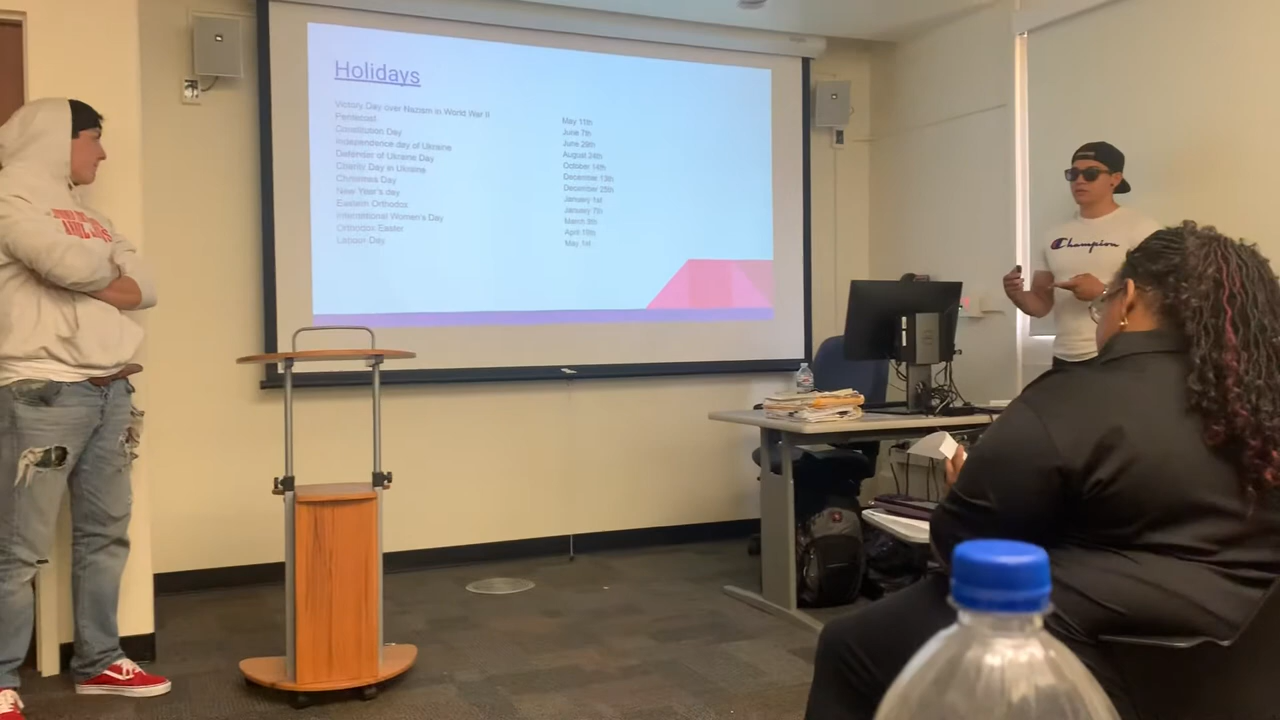 Holidays
Victory Day over Nazism in World War II
Pentecost
Constitution Day
Independence day of Ukraine
Defender of Ukraine Day
Charity Day in Ukraine
Christmas Day
New Year's day
Eastern Orthodox
International Women's Day
Orthodox Easter
Labour Day
May 11th
June 7th
June 29th
August 24th
October 14th
December 13th
December 25th
January 1st
January 7th
March 8th
April 19th
May 1st
Champion